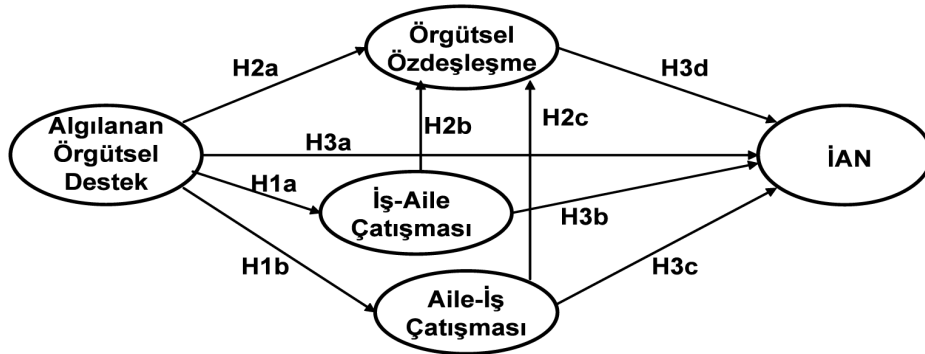 Örgütsel
Özdeşleşme
H2a
H3d
H2b
H2c
Algılanan
Örgütsel
Destek
H3a
İAN
H1a
İş-Aile
Çatışması
H3b
H1b
H3c
Aile-İş
Çatışması